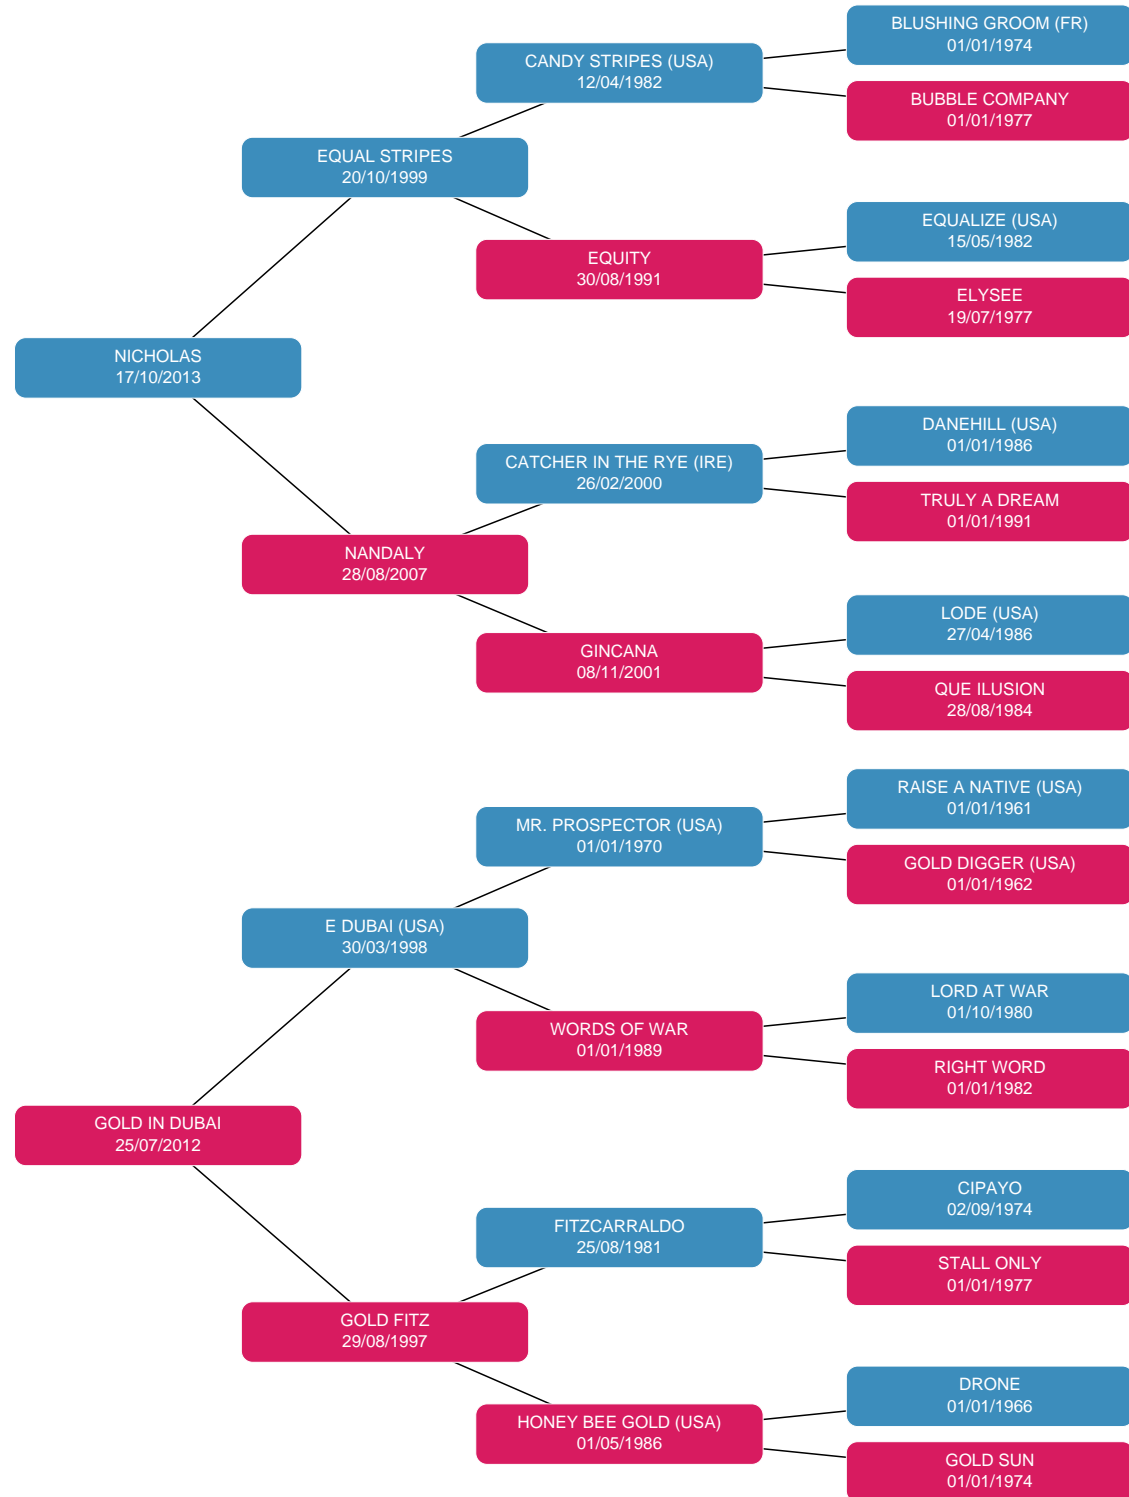 BLUSHING GROOM (FR)
01/01/1974
CANDY STRIPES (USA)
12/04/1982
BUBBLE COMPANY
01/01/1977
EQUAL STRIPES
20/10/1999
EQUALIZE (USA)
15/05/1982
EQUITY
30/08/1991
ELYSEE
19/07/1977
NICHOLAS
17/10/2013
DANEHILL (USA)
01/01/1986
CATCHER IN THE RYE (IRE)
26/02/2000
TRULY A DREAM
01/01/1991
NANDALY
28/08/2007
LODE (USA)
27/04/1986
GINCANA
08/11/2001
QUE ILUSION
28/08/1984
RAISE A NATIVE (USA)
01/01/1961
MR. PROSPECTOR (USA)
01/01/1970
GOLD DIGGER (USA)
01/01/1962
E DUBAI (USA)
30/03/1998
LORD AT WAR
01/10/1980
WORDS OF WAR
01/01/1989
RIGHT WORD
01/01/1982
GOLD IN DUBAI
25/07/2012
CIPAYO
02/09/1974
FITZCARRALDO
25/08/1981
STALL ONLY
01/01/1977
GOLD FITZ
29/08/1997
DRONE
01/01/1966
HONEY BEE GOLD (USA)
01/05/1986
GOLD SUN
01/01/1974